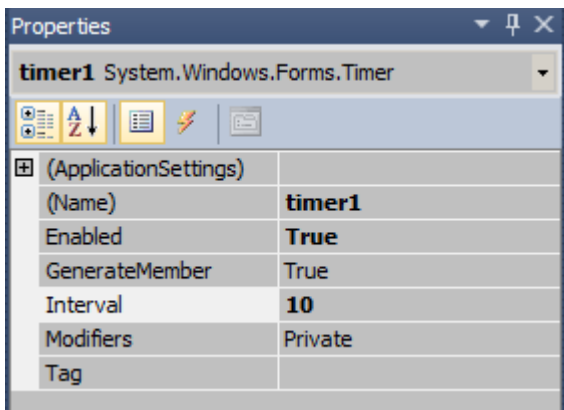 Properties
timer1 System.Windows.Forms.Timer
(ApplicationSettings)
(Name) timer1
Enabled True
GenerateMember True
Interval 10
Modifiers Private
Tag